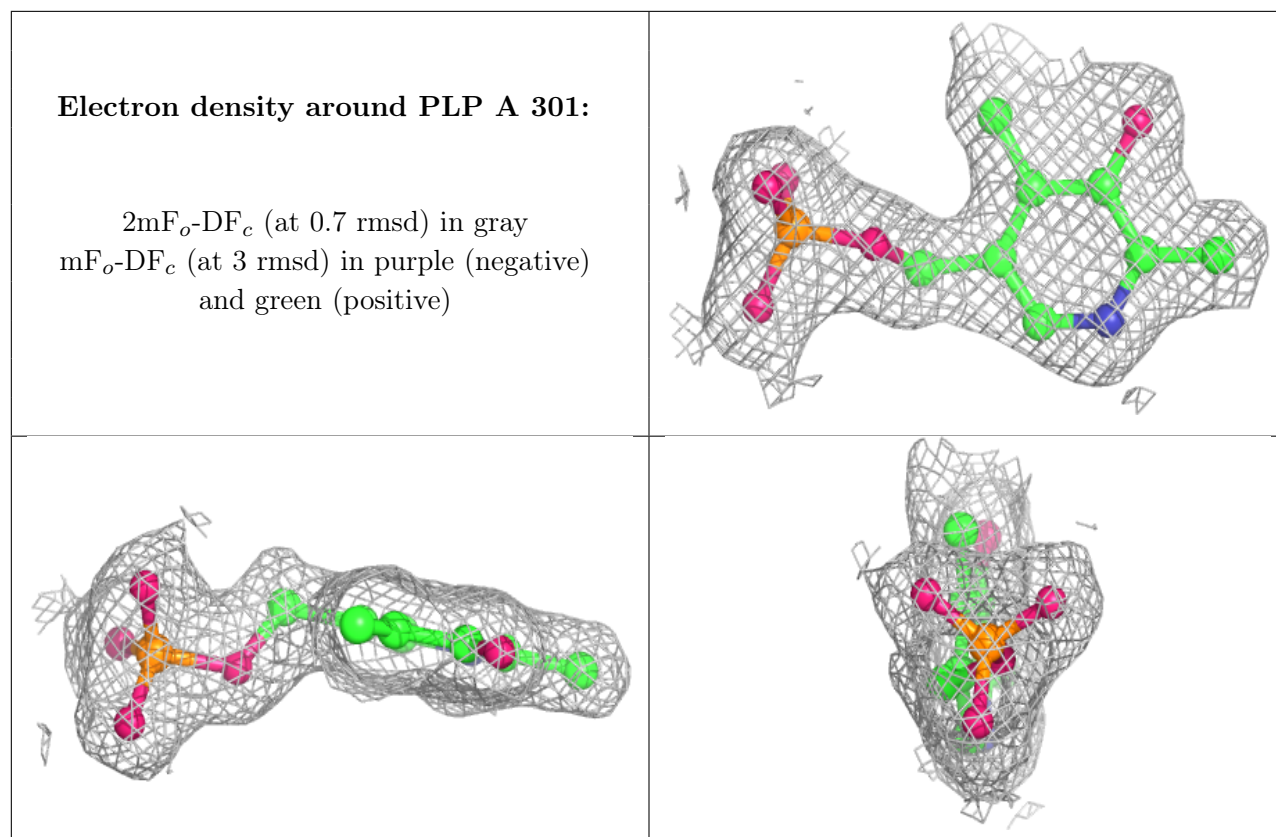 Electron density around PLP A 301:
2mFo-DFc (at 0.7 rmsd) in gray
mFo-DFc (at 3 rmsd) in purple (negative)
and green (positive)